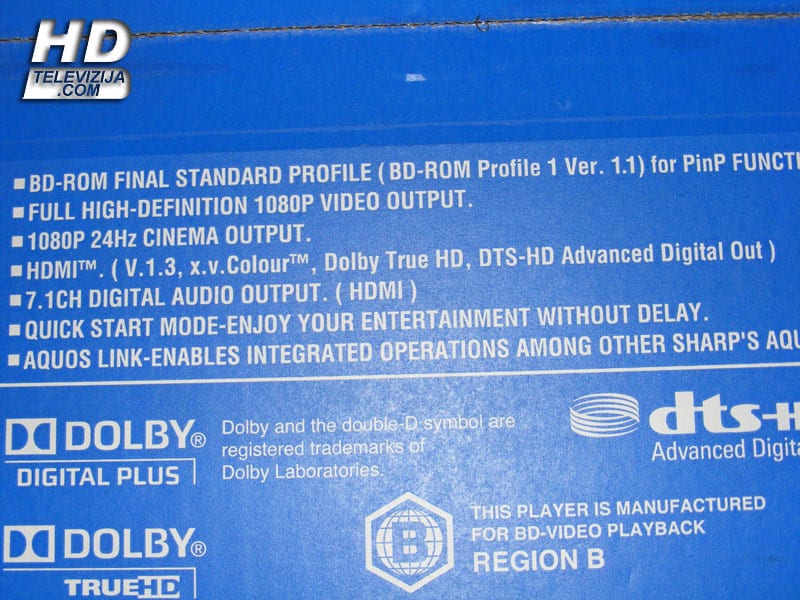 HD
TELEVIZIJA
.COM
■BD-ROM FINAL STANDARD PROFILE ( BD-ROM Profile 1 Ver. 1.1) for PinP FUNCTI
■FULL HIGH-DEFINITION 1080P VIDEO OUTPUT.
■1080P 24Hz CINEMA OUTPUT.
■HDMI™. ( V.1.3, x.v.Colour™, Dolby True HD, DTS-HD Advanced Digital Out )
■7.1CH DIGITAL AUDIO OUTPUT. ( HDMI )
■QUICK START MODE-ENJOY YOUR ENTERTAINMENT WITHOUT DELAY.
■AQUOS LINK-ENABLES INTEGRATED OPERATIONS AMONG OTHER SHARP'S AQU
DOLBY®
DIGITAL PLUS
Dolby and the double-D symbol are
registered trademarks of
Dolby Laboratories.
dts-H
Advanced Digita
DOLBY®
TRUEHD
B
THIS PLAYER IS MANUFACTURED
FOR BD-VIDEO PLAYBACK
REGION B